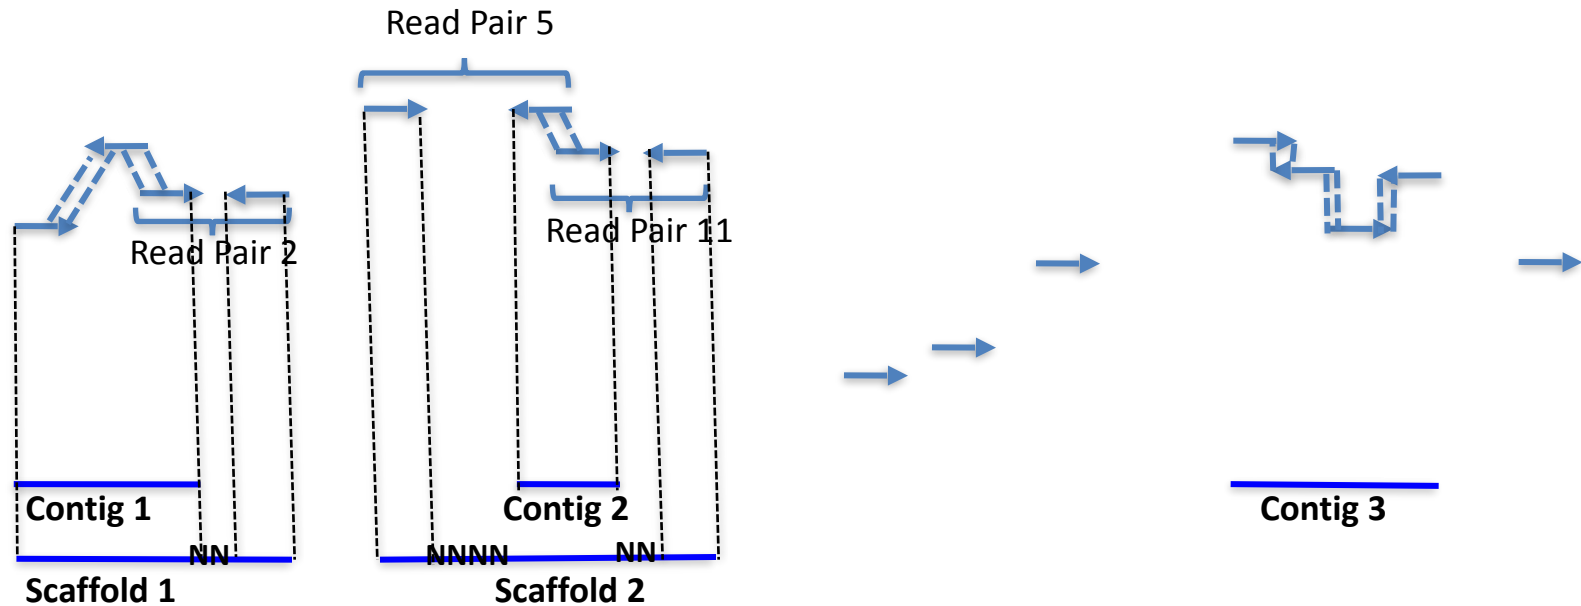 Read Pair 5
Read Pair 2
Read Pair 11
Contig 1
Contig 2
Contig 3
NN
NNNN
NN
Scaffold 1
Scaffold 2